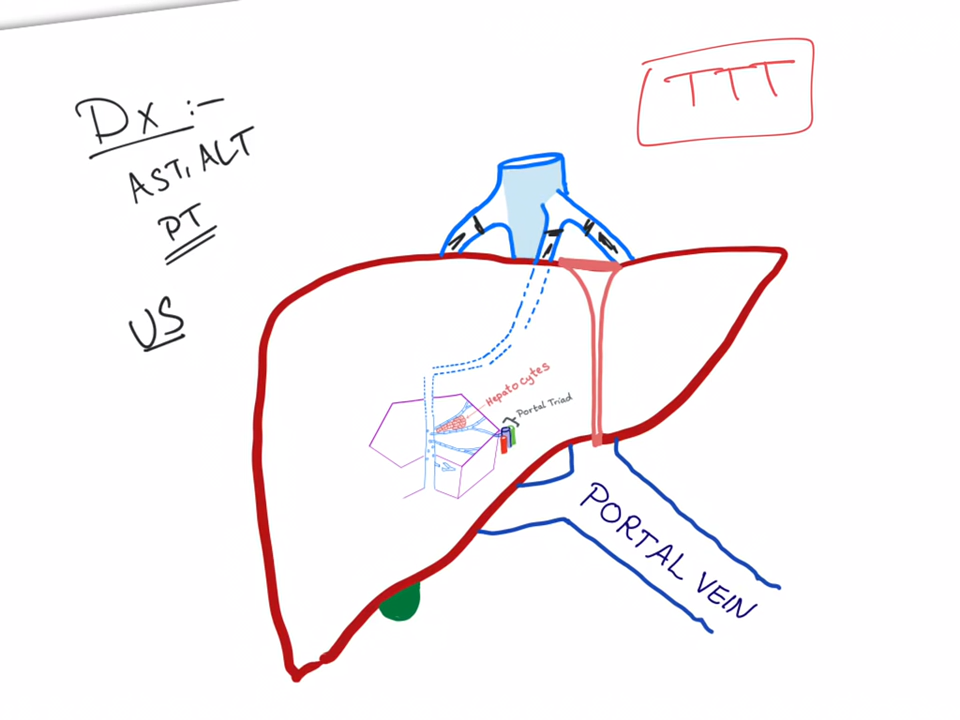 Dx :-
AST, ALT
PT
US
TTT
Hepatocytes
Portal Triad
PORTAL VEIN